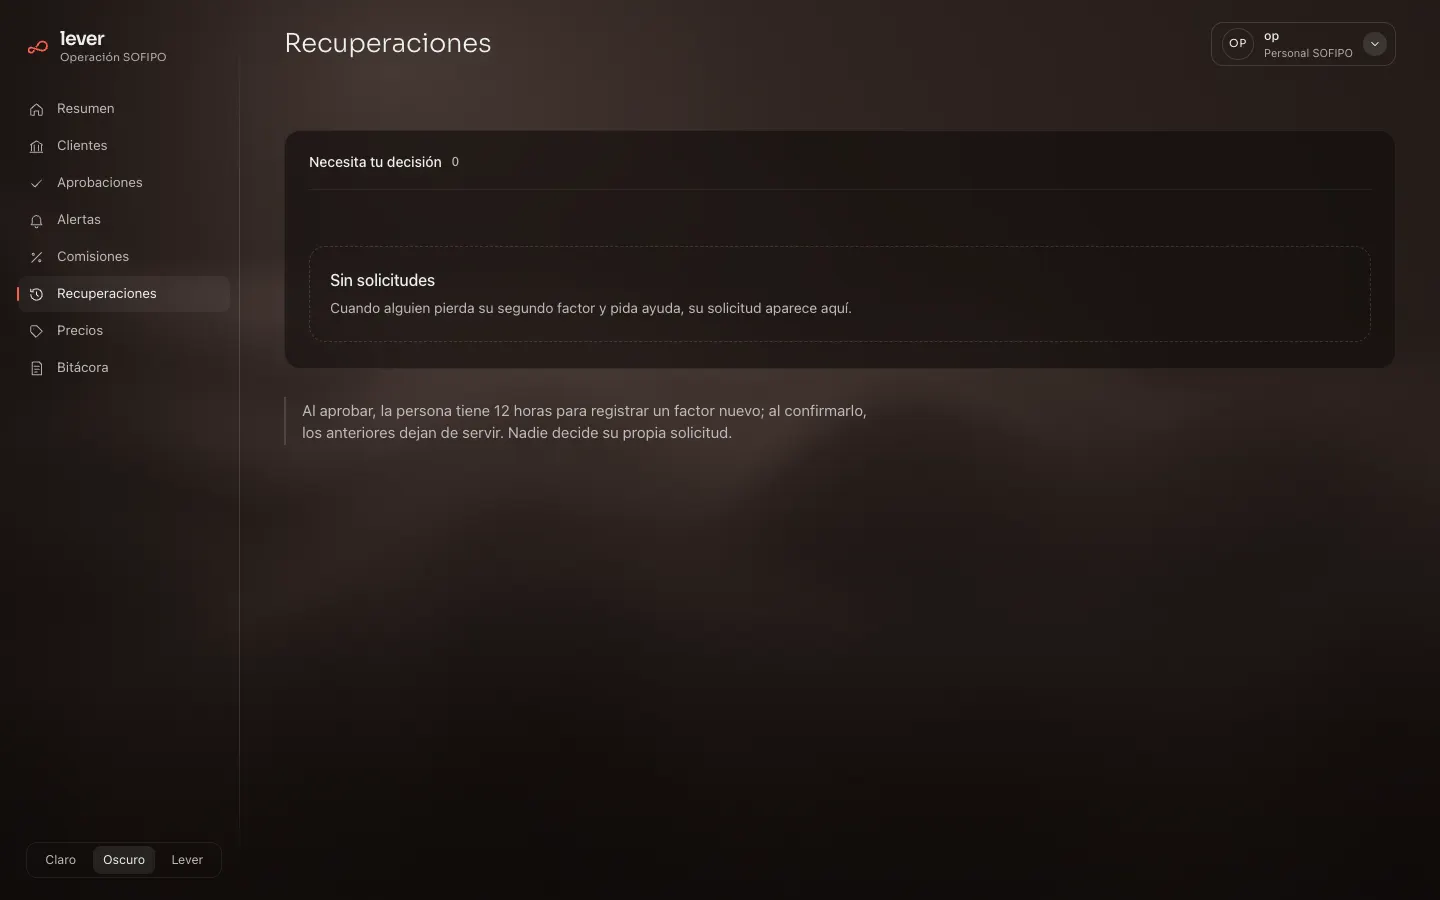 lever
Operación SOFIPO
Recuperaciones
OP
op
Personal SOFIPO
Resumen
Clientes
Aprobaciones
Alertas
Comisiones
Recuperaciones
Precios
Bitácora
Necesita tu decisión 0
Sin solicitudes
Cuando alguien pierda su segundo factor y pida ayuda, su solicitud aparece aquí.
Al aprobar, la persona tiene 12 horas para registrar un factor nuevo; al confirmarlo,
los anteriores dejan de servir. Nadie decide su propia solicitud.
Claro Oscuro Lever